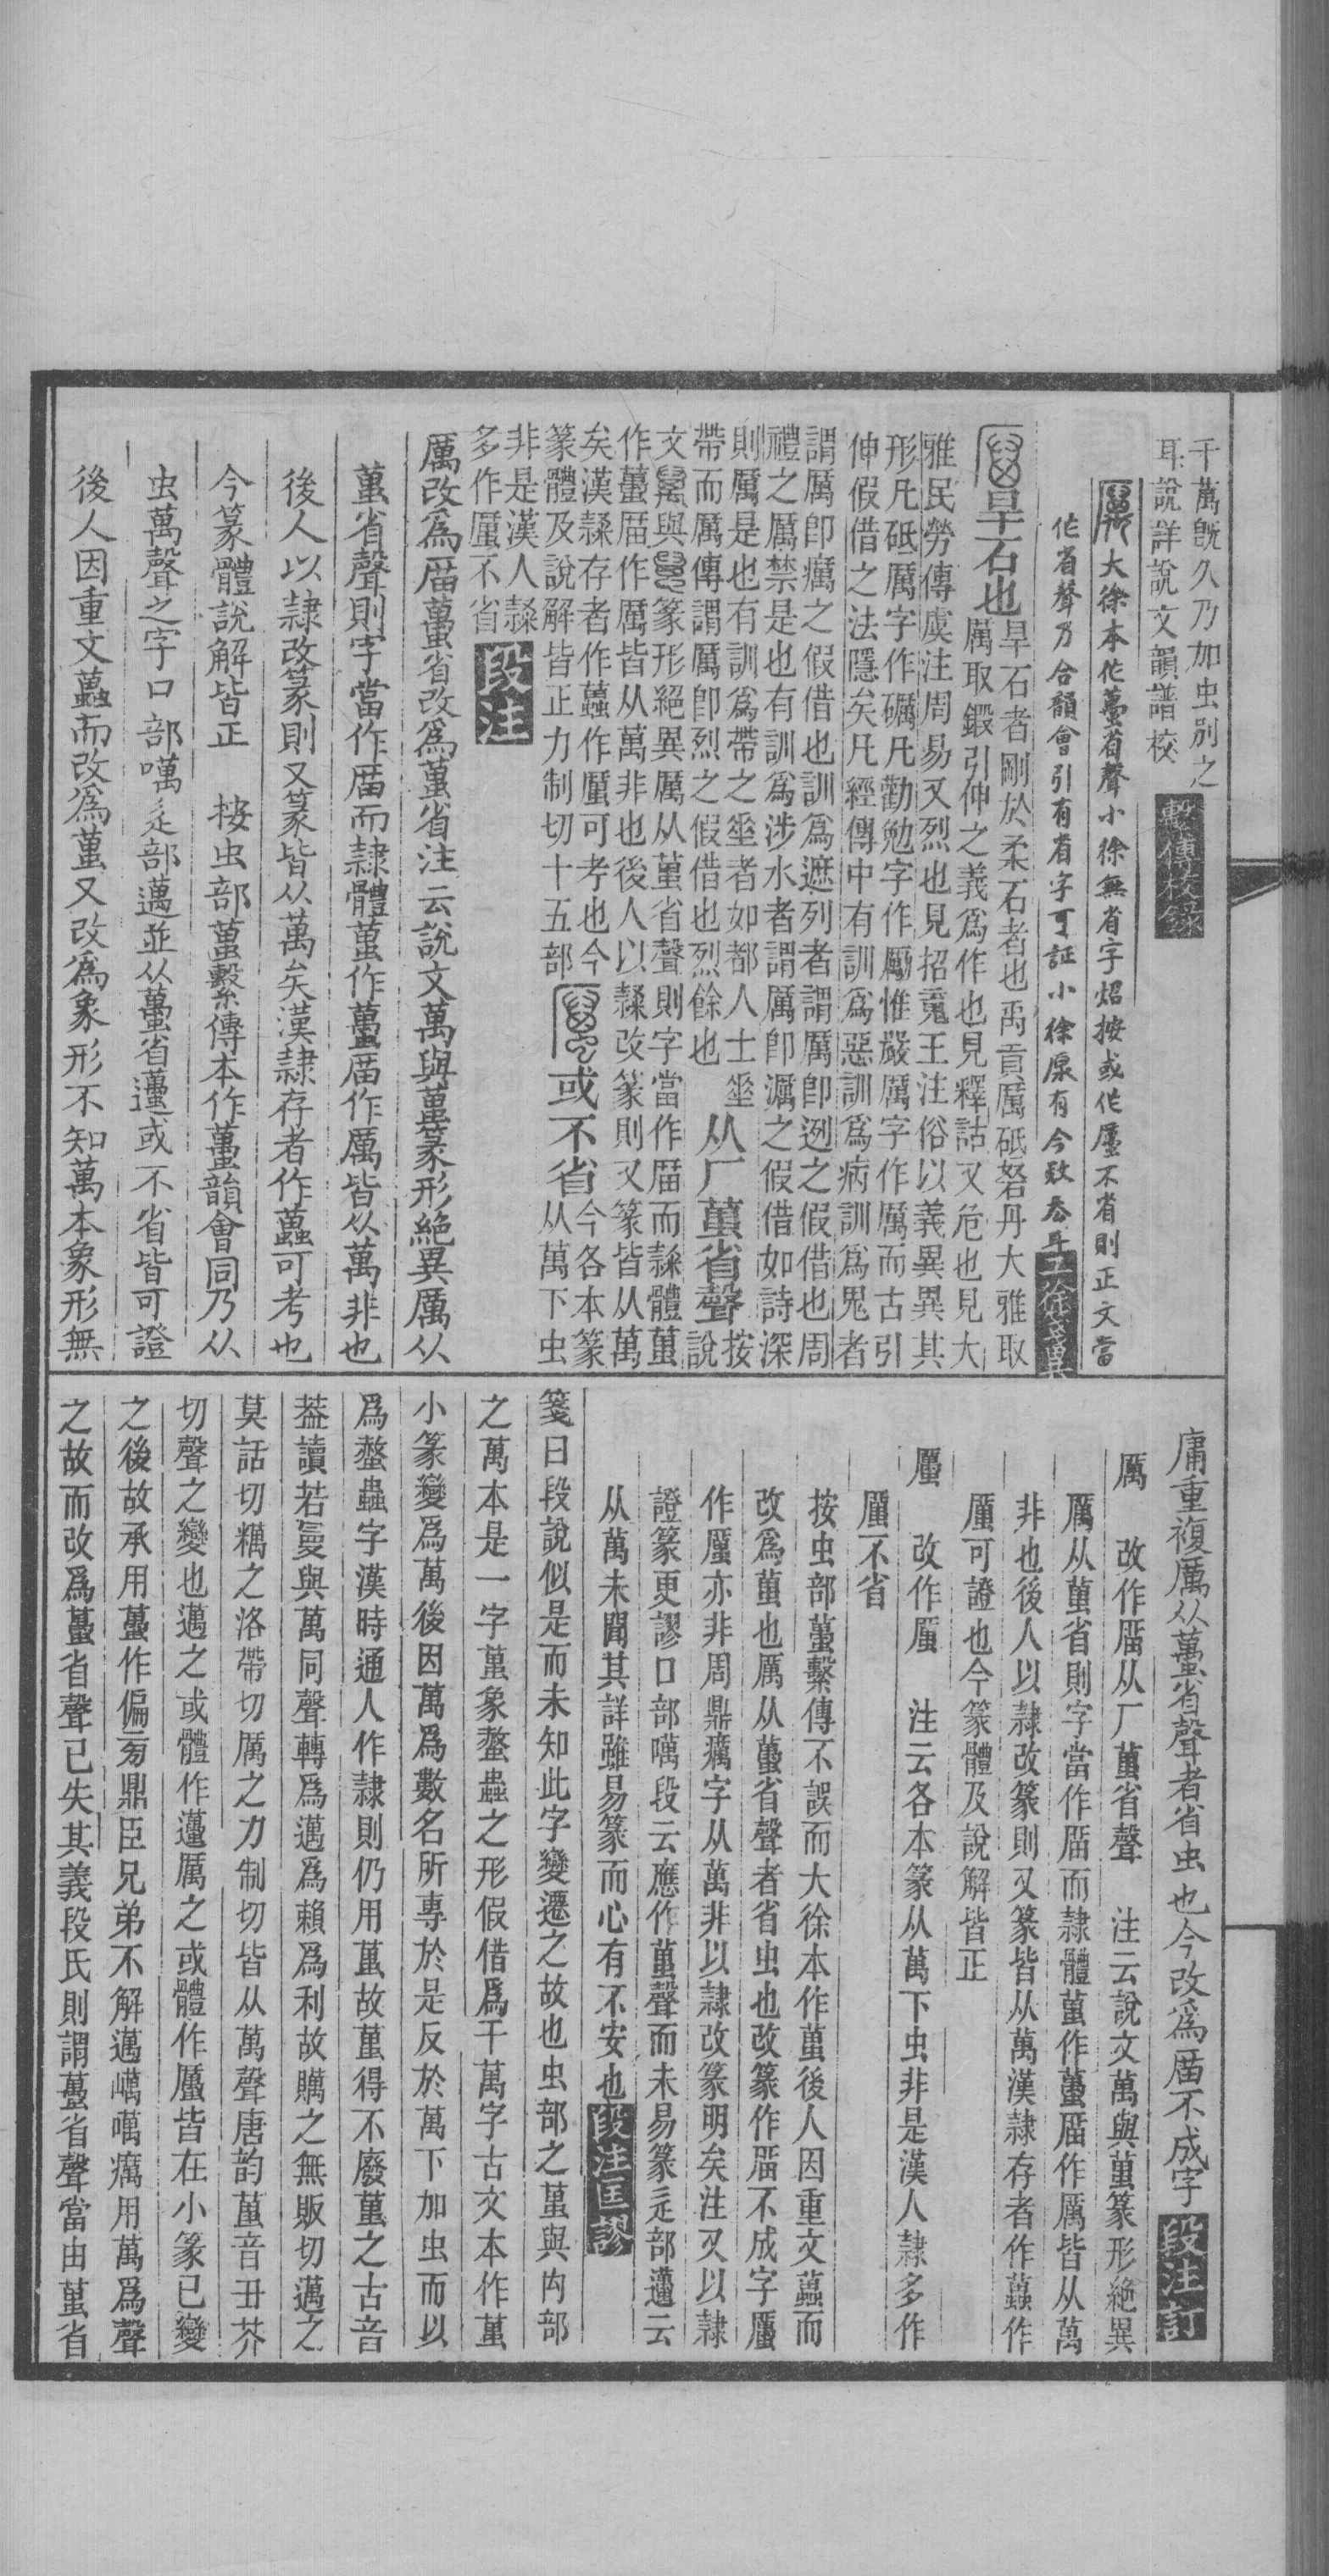 千萬旣久乃加虫别之
耳說詳說文韻譜校 繫傳校錄
大徐本作蠆省聲小徐無省字炤按或作厲不省則正文當
作省聲乃合韻會引有省字可証小徐原有今致夳耳
旱石也
旱石者剛於柔石者也禹貢厲砥砮丹大雅取
厲取鍛引伸之義爲作也見釋詁又危也見大
雅民勞傳虞注周易又烈也見招䰟王注俗以義異異其
形凡砥厲字作礪凡勸勉字作勵惟嚴厲字作厲而古引
伸假借之法隱矣凡經傳中有訓爲惡訓爲病訓爲鬼者
謂厲卽癘之假借也訓爲遮列者謂厲卽迾之假借也周
禮之厲禁是也有訓爲涉水者謂厲卽濿之假借如詩深
則厲是也有訓爲帶之垂者如都人士垂
帶而厲傳謂厲卽烈之假借也烈餘也
从厂蠆省聲
按
說
文與篆形絕異厲从蠆省聲則字當作厲而隸體蠆
作蠆厲作厲皆从萬非也後人以隸改篆則又篆皆从萬
矣漢隸存者作蠆作厲可考也今
篆體及說解皆正力制切十五部
或不省
今各本篆
从萬下虫
非是漢人隸
多作厲不省
段注
厲改爲厲蠆省改爲蠆省注云說文萬與蠆篆形絕異厲从
蠆省聲則字當作厲而隸體蠆作蠆厲作厲皆从萬非也
後人以隸改篆則又篆皆从萬矣漢隸存者作蠆可考也
今篆體說解皆正 按虫部蠆繫傳本作蠆韻會同乃从
虫萬聲之字口部噧辵部邁並从蠆省邁或不省皆可證
後人因重文蠆而改爲蠆又改爲象形不知萬本象形無
庸重複厲从蠆省聲者省虫也今改爲厲不成字 段注訂
厲 改作厲从厂蠆省聲 注云說文萬與蠆篆形絕異
厲从蠆省則字當作厲而隸體蠆作蠆厲作厲皆从萬
非也後人以隸改篆則又篆皆从萬漢隸存者作蠆作
厲可證也今篆體及說解皆正
厲 改作厲 注云各本篆从萬下虫非是漢人隸多作
厲不省
按虫部蠆繫傳不誤而大徐本作蠆後人因重文蠆而
改爲蠆也厲从蠆省聲者省虫也改篆作厲不成字厲
作厲亦非周鼎癘字从萬非以隸改篆明矣注又以隸
證篆更謬口部噧段云應作蠆聲而未易篆辵部邁云
从萬未聞其詳雖易篆而心有不安也 段注匡謬
箋曰段說似是而未知此字變遷之故也虫部之蠆與禸部
之萬本是一字蠆象螫蟲之形假借爲千萬字古文本作萬
小篆變爲萬後因萬爲數名所專於是反於萬下加虫而以
爲螫蟲字漢時通人作隸則仍用蠆故蠆得不廢蠆之古音
葢讀若曼與萬同聲轉爲邁爲賴爲利故購之無販切邁之
莫話切糲之洛帶切厲之力制切皆从萬聲唐韵蠆音丑芥
切聲之變也邁之或體作邁厲之或體作厲皆在小篆已變
之後故承用蠆作偏旁鼎臣兄弟不解邁巁噧癘用萬爲聲
之故而改爲蠆省聲已失其義段氏則謂蠆省聲當由蠆省